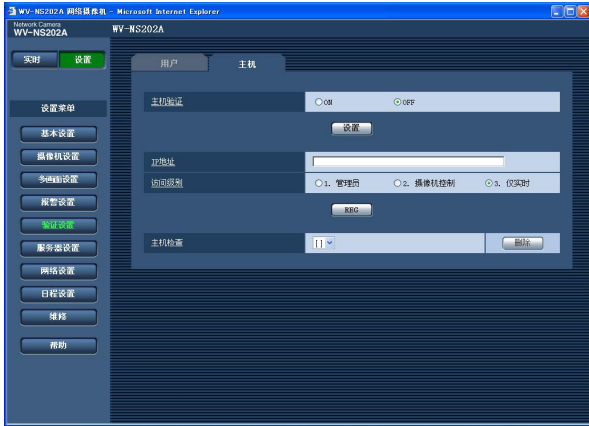 WV-NS202A 网络摄像机 - Microsoft Internet Explorer
Network Camera
WV-NS202A
WV-NS202A
实时 设置
用户 主机
设置菜单
基本设置
摄像机设置
多画面设置
报警设置
验证设置
服务器设置
网络设置
日程设置
维修
帮助
主机验证 ON OFF
设置
IP地址
访问级别 1. 管理员 2. 摄像机控制 3. 仅实时
REG
主机检查 [ ] 删除